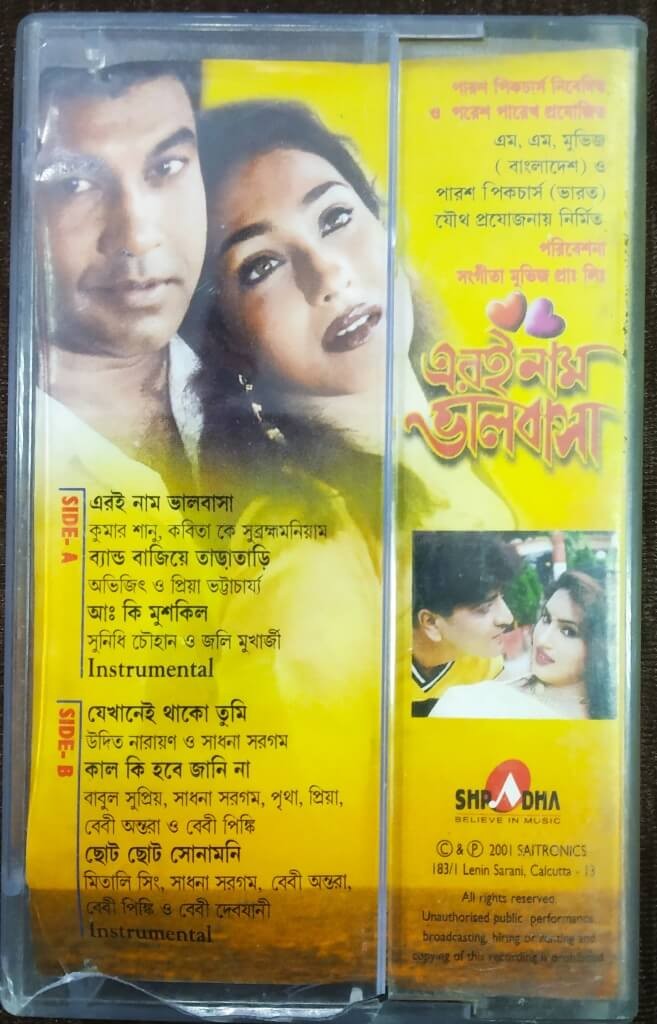 পারশ পিকচার্স নিবেদিত
ও পরেশ পারেখ প্রযোজিত
এম, এম, মুভিজ
( বাংলাদেশ ) ও
পারশ পিকচার্স (ভারত)
যৌথ প্রযোজনায় নির্মিত
পরিবেশনা
সংগীতা মুভিজ প্রাঃ লিঃ
এরই নাম
ভালবাসা
SIDE- A
এরই নাম ভালবাসা
কুমার শানু, কবিতা কে সুব্রহ্মমনিয়াম
ব্যান্ড বাজিয়ে তাড়াতাড়ি
অভিজিৎ ও প্রিয়া ভট্টাচার্য্য
আঃ কি মুশকিল
সুনিধি চৌহান ও জলি মুখার্জী
Instrumental
SIDE- B
যেখানেই থাকো তুমি
উদিত নারায়ণ ও সাধনা সরগম
কাল কি হবে জানি না
বাবুল সুপ্রিয়, সাধনা সরগম, পৃথা, প্রিয়া,
বেবী অন্তরা ও বেবী পিঙ্কি
ছোট ছোট সোনামনি
মিতালি সিং, সাধনা সরগম, বেবী অন্তরা,
বেবী পিঙ্কি ও বেবী দেবযানী
Instrumental
SHRADHA
BELIEVE IN MUSIC
© & ℗ 2001 SAITRONICS
183/1 Lenin Sarani, Calcutta - 13
All rights reserved.
Unauthorised public performance
broadcasting, hiring or renting and
copying of this recording is prohibited